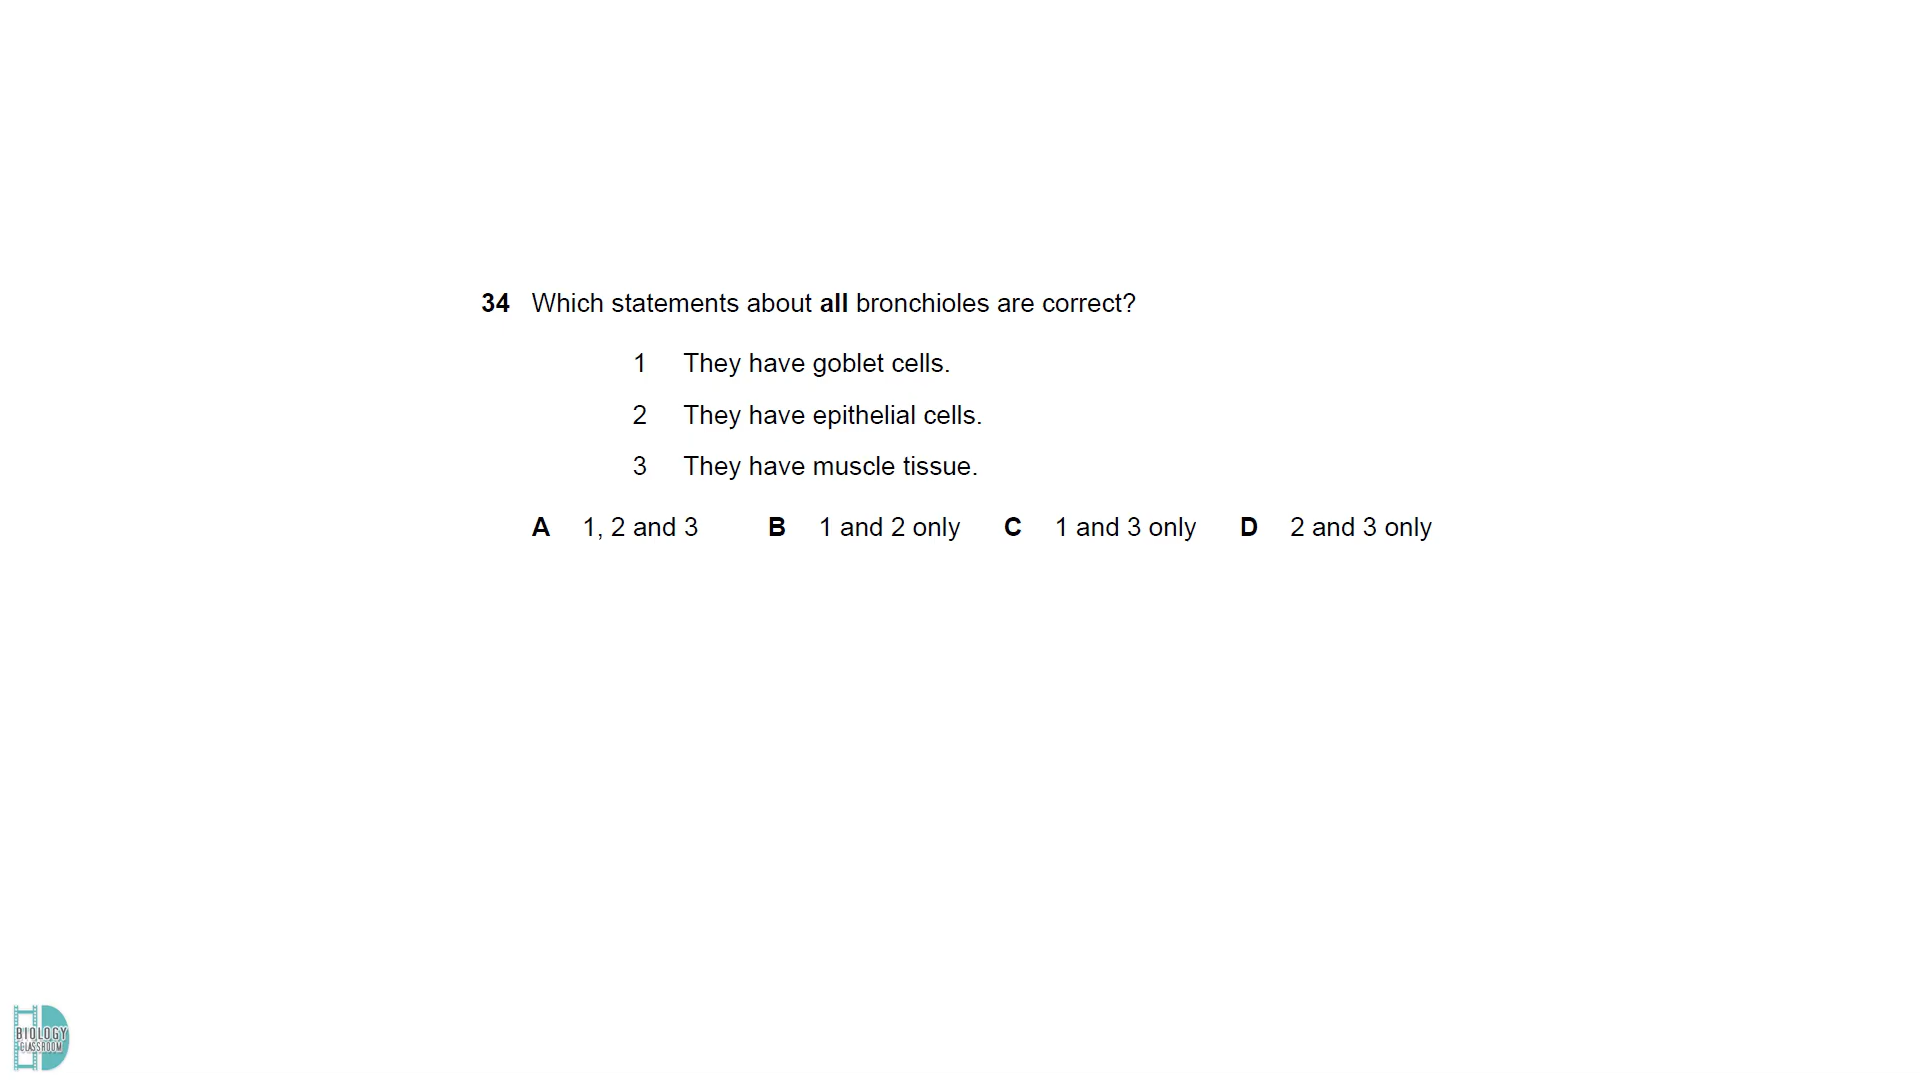 34 Which statements about all bronchioles are correct?
1 They have goblet cells.
2 They have epithelial cells.
3 They have muscle tissue.
A 1, 2 and 3 B 1 and 2 only C 1 and 3 only D 2 and 3 only
BIOLOGY
CLASSROOM